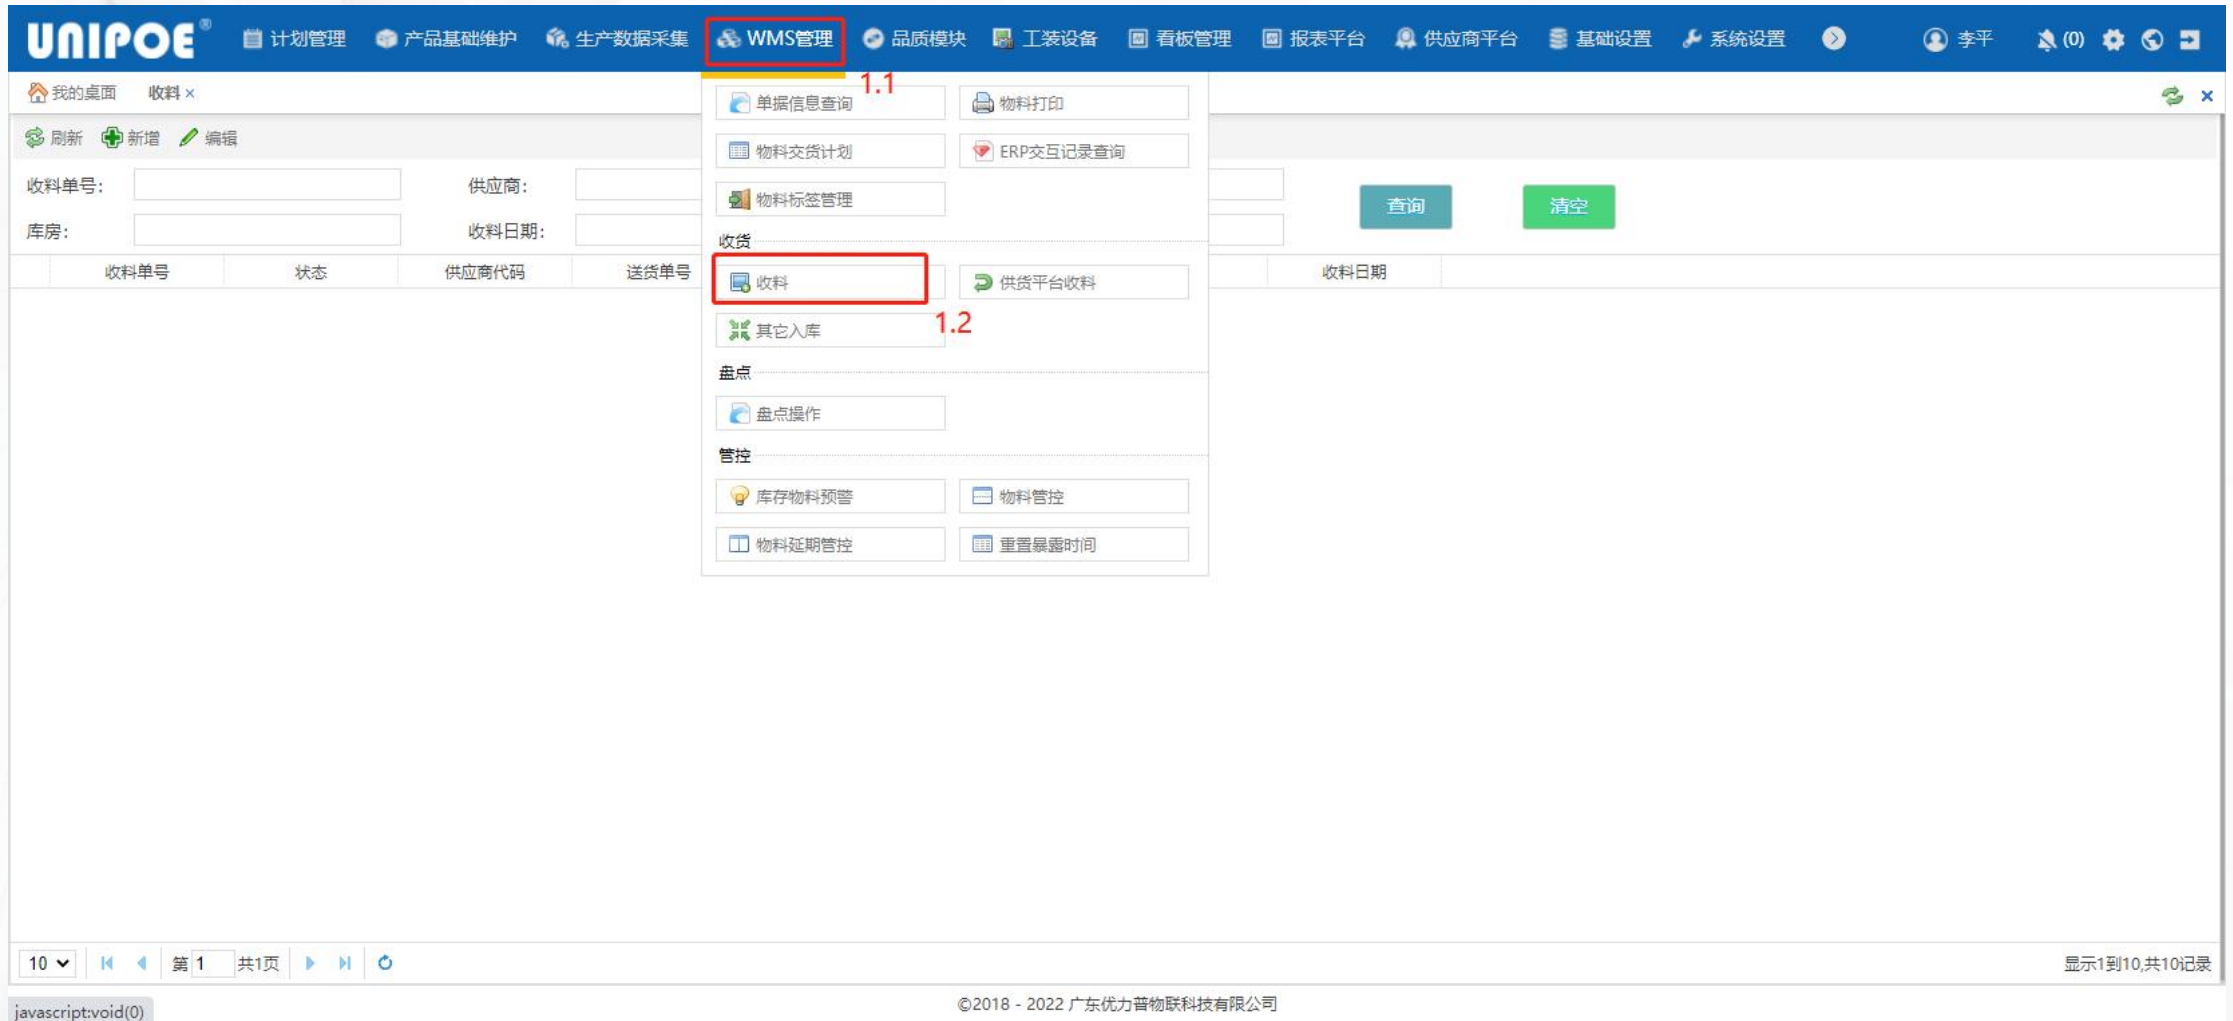 UNIPOE® 计划管理 产品基础维护 生产数据采集 WMS管理 品质模块 工装设备 看板管理 报表平台 供应商平台 基础设置 系统设置 李平 (0)
1.1
我的桌面 收料 ×
刷新 新增 编辑
单据信息查询 物料打印
物料交货计划 ERP交互记录查询
物料标签管理
收货
收料 供货平台收料
1.2
其它入库
盘点
盘点操作
管控
库存物料预警 物料管控
物料延期管控 重置暴露时间
收料单号: 供应商: 查询 清空
库房: 收料日期:
收料单号 状态 供应商代码 送货单号 收料日期
10 第 1 共1页 显示1到10,共10记录
©2018 - 2022 广东优力普物联科技有限公司
javascript:void(0)